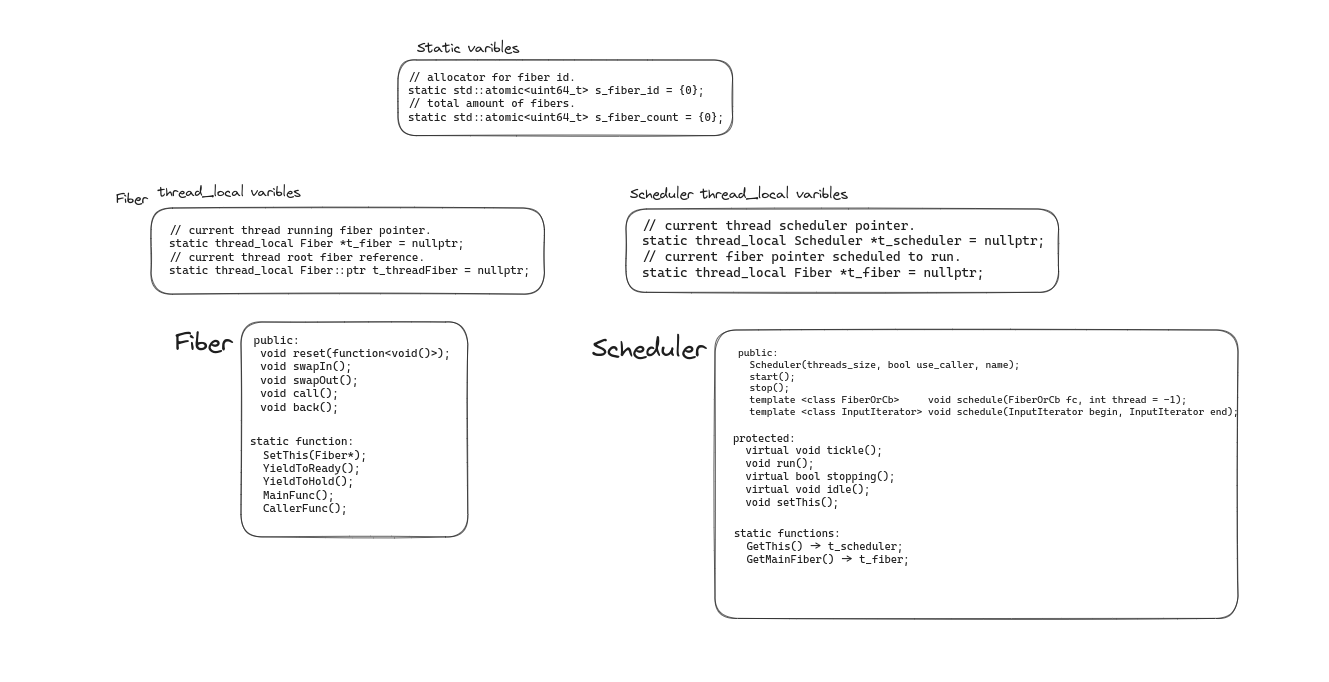 Static varibles
// allocator for fiber id.
static std::atomic<uint64_t> s_fiber_id = {0};
// total amount of fibers.
static std::atomic<uint64_t> s_fiber_count = {0};
Fiber thread_local varibles
// current thread running fiber pointer.
static thread_local Fiber *t_fiber = nullptr;
// current thread root fiber reference.
static thread_local Fiber::ptr t_threadFiber = nullptr;
Scheduler thread_local variables
// current thread scheduler pointer.
static thread_local Scheduler *t_scheduler = nullptr;
// current fiber pointer scheduled to run.
static thread_local Fiber *t_fiber = nullptr;
Fiber
public:
void reset(function<void()>);
void swapIn();
void swapOut();
void call();
void back();
static function:
SetThis(Fiber*);
YieldToReady();
YieldToHold();
MainFunc();
CallerFunc();
Scheduler
public:
Scheduler(threads_size, bool use_caller, name);
start();
stop();
template <class FiberOrCb> void schedule(FiberOrCb fc, int thread = -1);
template <class InputIterator> void schedule(InputIterator begin, InputIterator end);
protected:
virtual void tickle();
void run();
virtual bool stopping();
virtual void idle();
void setThis();
static functions:
GetThis() -> t_scheduler;
GetMainFiber() -> t_fiber;